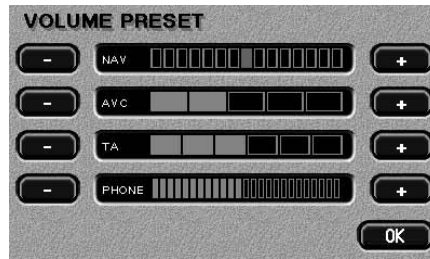 VOLUME PRESET
- NAV +
- AVC +
- TA +
- PHONE +
OK